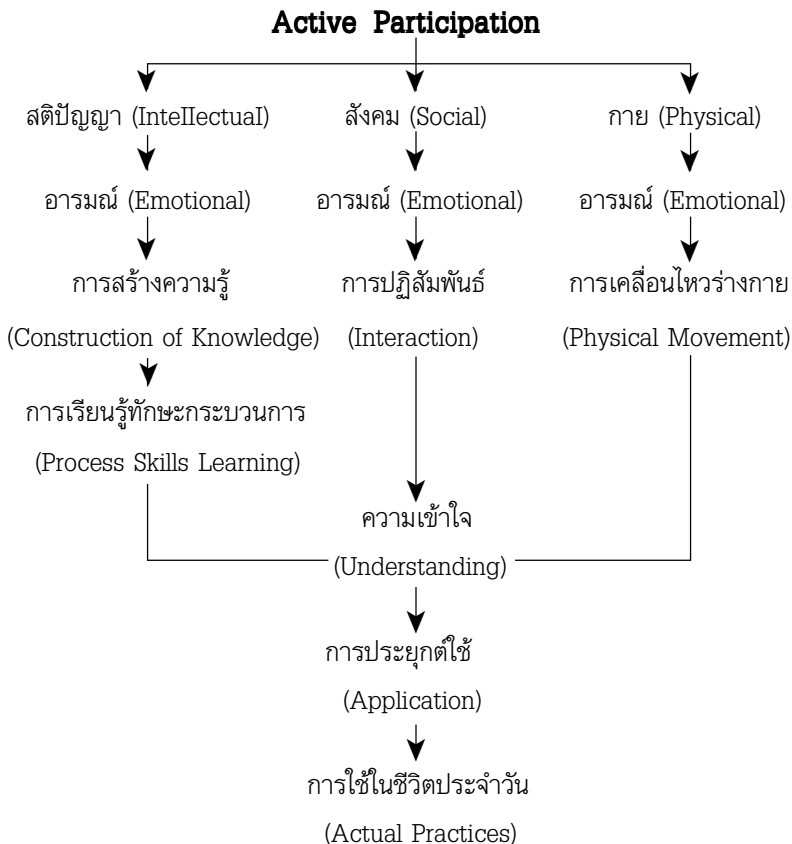 Active Participation
สติปัญญา (Intellectual) สังคม (Social) กาย (Physical)
อารมณ์ (Emotional) อารมณ์ (Emotional) อารมณ์ (Emotional)
การสร้างความรู้ การปฏิสัมพันธ์ การเคลื่อนไหวร่างกาย
(Construction of Knowledge) (Interaction) (Physical Movement)
การเรียนรู้ทักษะกระบวนการ
(Process Skills Learning)
ความเข้าใจ
(Understanding)
การประยุกต์ใช้
(Application)
การใช้ในชีวิตประจำวัน
(Actual Practices)